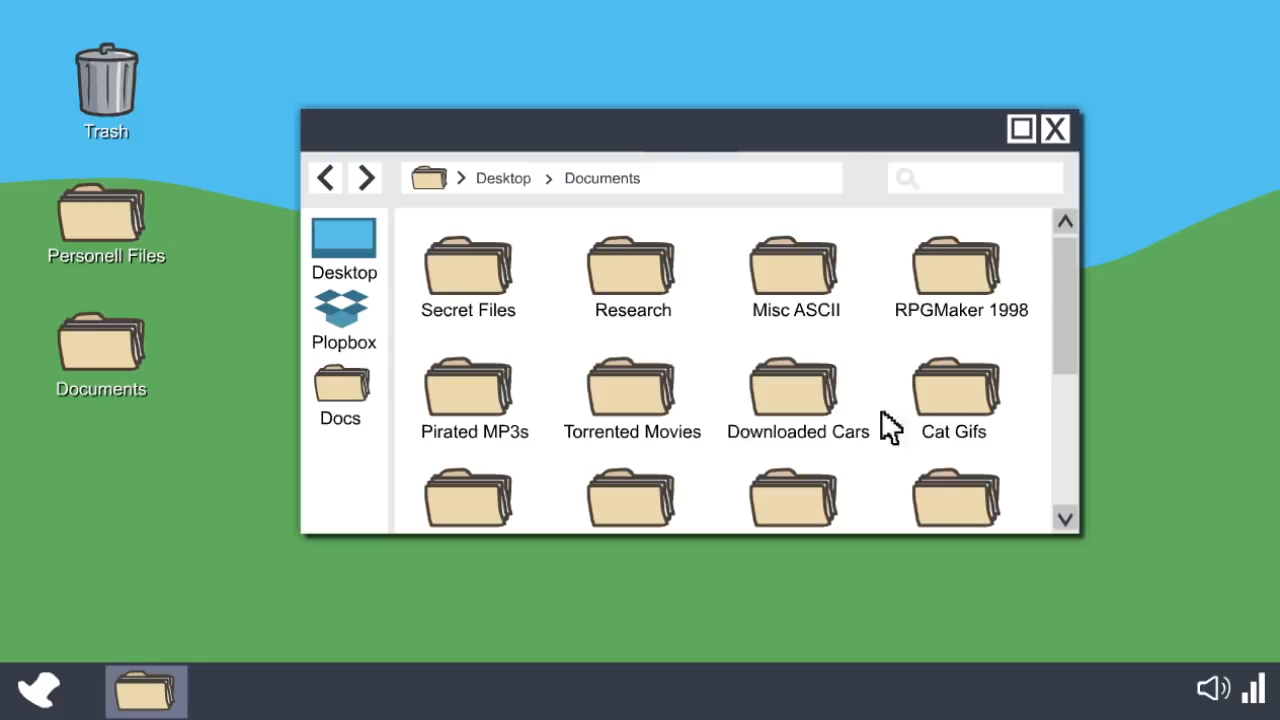 Trash
Personell Files
Documents
X
Desktop
Documents
Desktop
Plopbox
Docs
Secret Files
Research
Misc ASCII
RPGMaker 1998
Pirated MP3s
Torrented Movies
Downloaded Cars
Cat Gifs